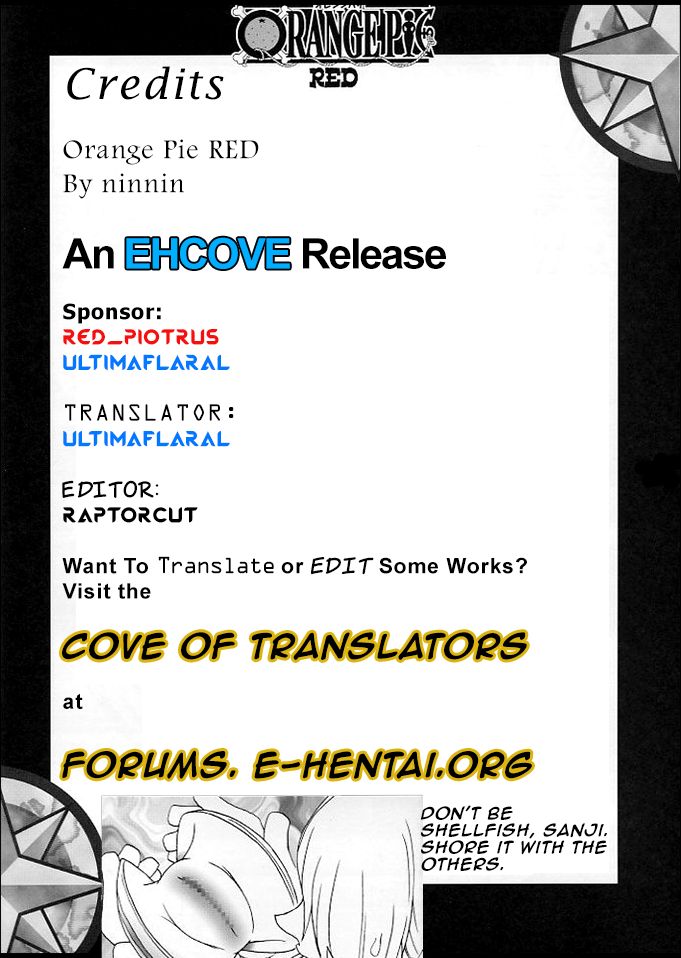 ORANGEPIE
RED
Credits
Orange Pie RED
By ninnin
An EHCOVE Release
Sponsor:
RED_PIOTRUS
ULTIMAFLARAL
TRANSLATOR:
ULTIMAFLARAL
EDITOR:
RAPTORCUT
Want To Translate or EDIT Some Works?
Visit the
COVE OF TRANSLATORS
at
FORUMS. E-HENTAI.ORG
DON'T BE
SHELLFISH, SANJI.
SHORE IT WITH THE
OTHERS.